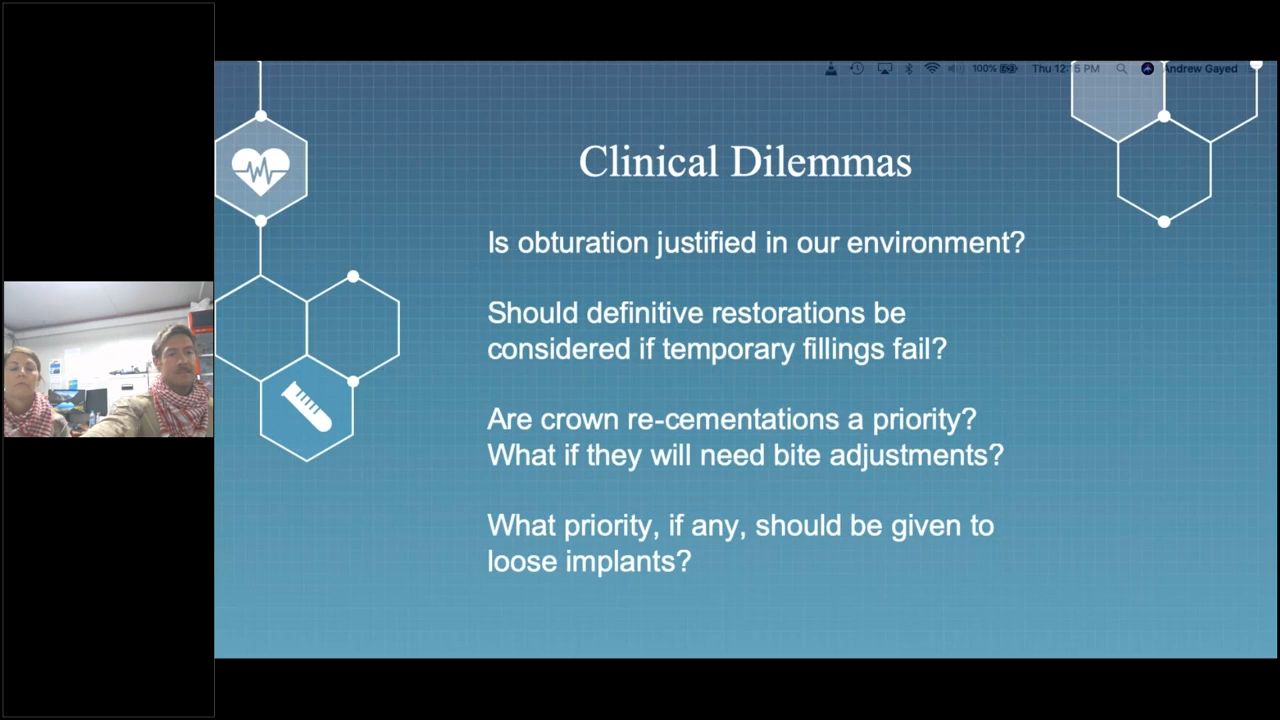 100%
Thu 12:15 PM
Andrew Gayed
Clinical Dilemmas
Is obturation justified in our environment?
Should definitive restorations be
considered if temporary fillings fail?
Are crown re-cementations a priority?
What if they will need bite adjustments?
What priority, if any, should be given to
loose implants?